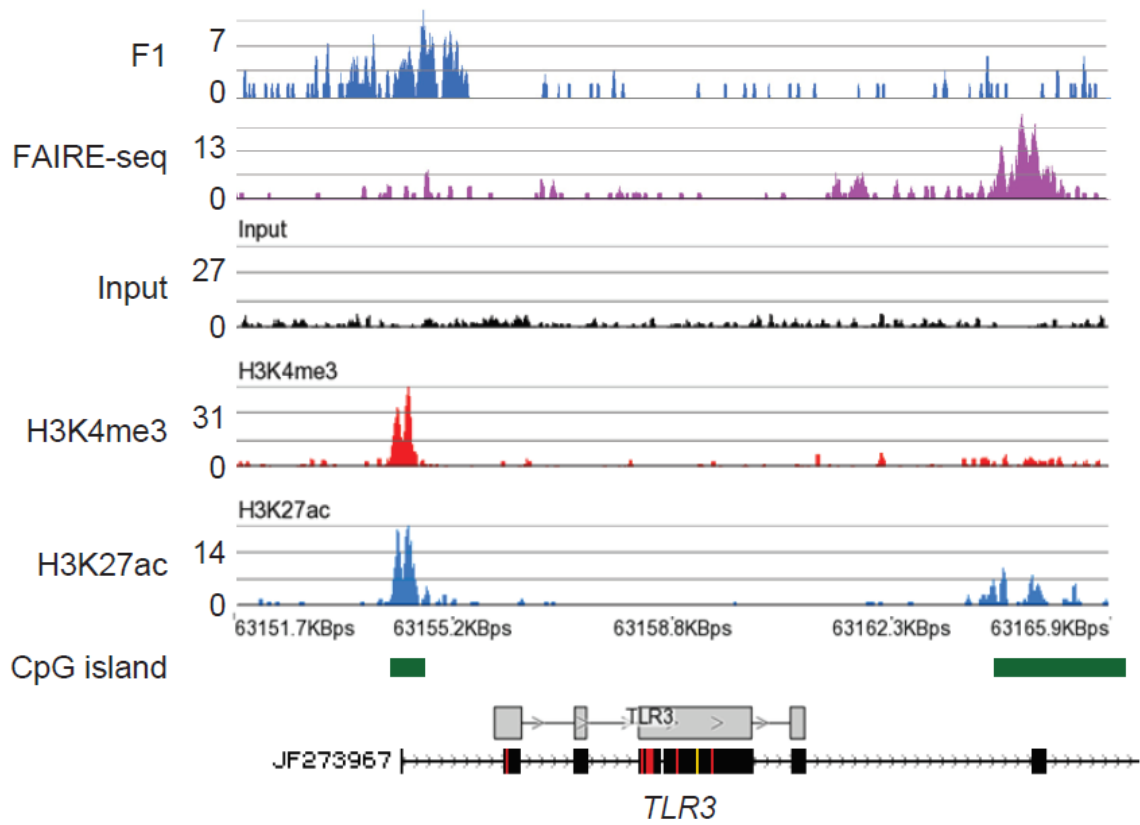 F1
7
0
FAIRE-seq
13
0
Input
Input
27
0
H3K4me3
H3K4me3
31
0
H3K27ac
H3K27ac
14
0
63151.7KBps 63155.2KBps 63158.8KBps 63162.3KBps 63165.9KBps
CpG island
TLR3
JF273967
TLR3